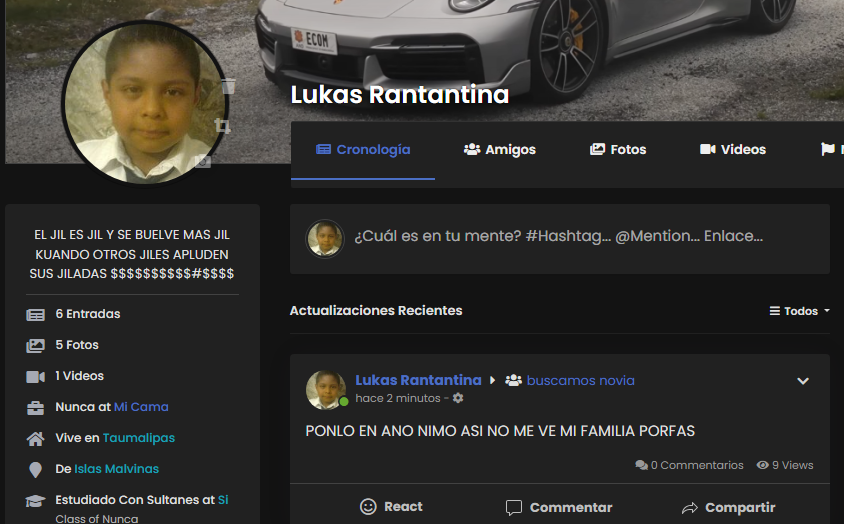 ECOM
Lukas Rantantina
Cronología
Amigos
Fotos
Videos
EL JIL ES JIL Y SE BUELVE MAS JIL
KUANDO OTROS JILES APLUDEN
SUS JILADAS $$$$$$$$$$#$$$$
6 Entradas
5 Fotos
1 Videos
Nunca at Mi Cama
Vive en Taumalipas
De Islas Malvinas
Estudiado Con Sultanes at Si
Class of Nunca
¿Cuál es en tu mente? #Hashtag... @Mention... Enlace...
Actualizaciones Recientes
Todos
Lukas Rantantina buscamos novia
hace 2 minutos -
PONLO EN ANO NIMO ASI NO ME VE MI FAMILIA PORFAS
0 Commentarios 9 Views
React
Commentar
Compartir